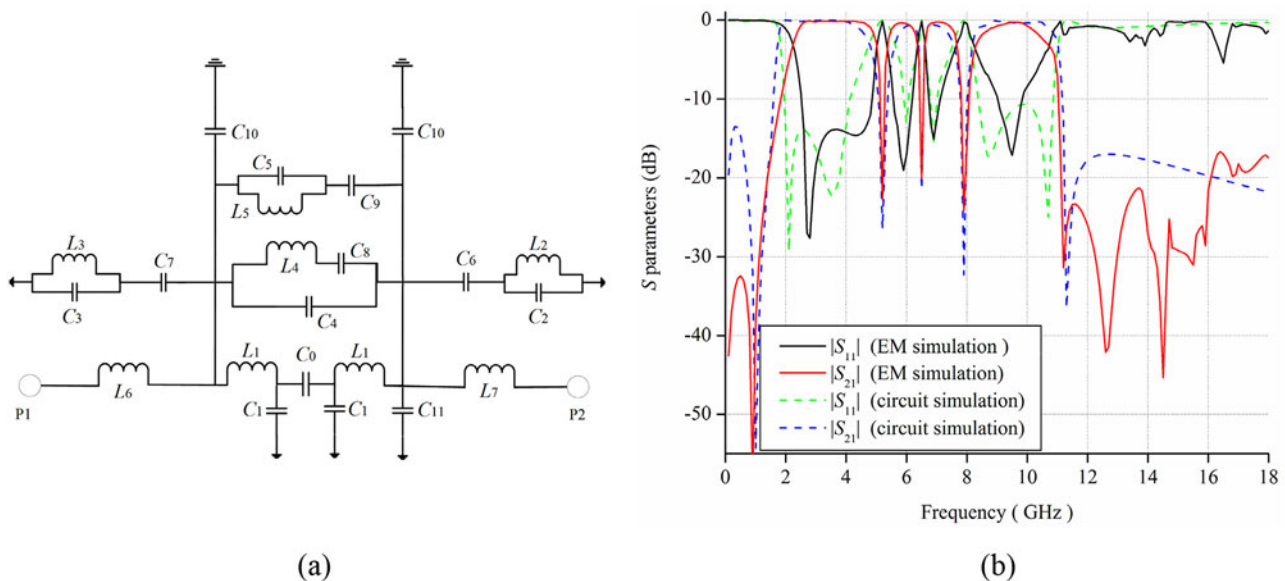 C10
C10
C5
C9
L5
L3
C7
C3
L4
C8
C4
C6
L2
C2
P1
L6
L1
C0
L1
C1
C1
C11
L7
P2
(a)
S parameters (dB)
0
-10
-20
-30
-40
-50
|S11| (EM simulation )
|S21| (EM simulation)
|S11| (circuit simulation)
|S21| (circuit simulation)
0 2 4 6 8 10 12 14 16 18
Frequency ( GHz )
(b)